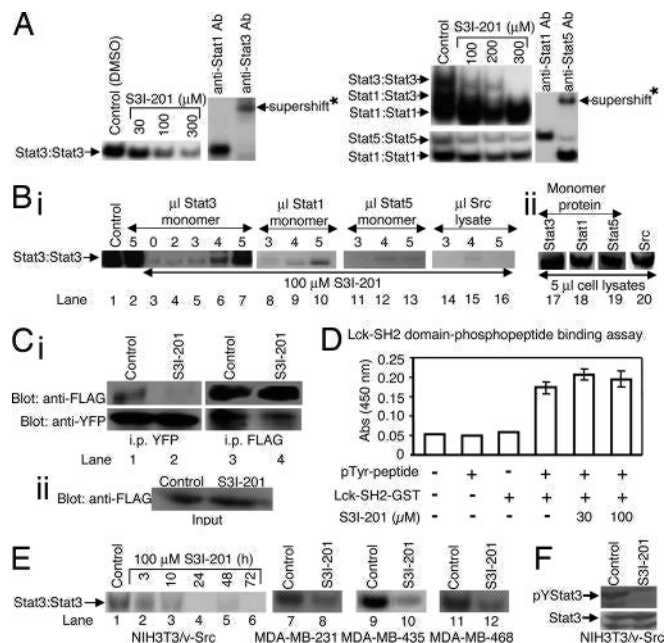 A
Control (DMSO)
S3I-201 (µM)
30
100
300
anti-Stat1 Ab
anti-Stat3 Ab
supershift*
Stat3:Stat3
Control
S3I-201 (µM)
100
200
300
anti-Stat1 Ab
anti-Stat5 Ab
Stat3:Stat3
Stat1:Stat3
Stat1:Stat1
supershift*
Stat5:Stat5
Stat1:Stat1
B i
Control
µl Stat3 monomer
µl Stat1 monomer
µl Stat5 monomer
µl Src lysate
5 0 2 3 4 5 3 4 5 3 4 5 3 4 5
Stat3:Stat3
100 µM S3I-201
Lane 1 2 3 4 5 6 7 8 9 10 11 12 13 14 15 16
ii
Monomer protein
Stat3
Stat1
Stat5
Src
5 µl cell lysates
17 18 19 20
C i
Control
S3I-201
Control
S3I-201
Blot: anti-FLAG
Blot: anti-YFP
i.p. YFP
i.p. FLAG
Lane 1 2 3 4
ii
Control S3I-201
Blot: anti-FLAG
Input
D
Lck-SH2 domain-phosphopeptide binding assay
Abs (450 nm)
0.25
0.20
0.15
0.10
0.05
0
pTyr-peptide - + - + + +
Lck-SH2-GST - - + + + +
S3I-201 (µM) - - - - 30 100
E
Control
100 µM S3I-201 (h)
3 10 24 48 72
Control
S3I-201
Control
S3I-201
Control
S3I-201
Stat3:Stat3
Lane 1 2 3 4 5 6 7 8 9 10 11 12
NIH3T3/v-Src
MDA-MB-231
MDA-MB-435
MDA-MB-468
F
Control
S3I-201
pYStat3
Stat3
NIH3T3/v-Src